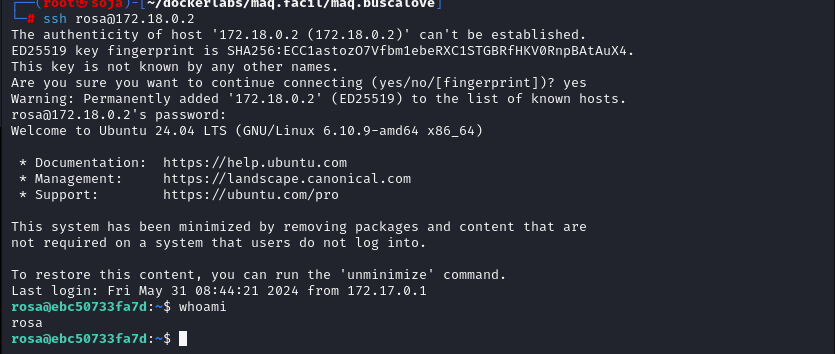 (root㉿soja)-[~/dockerlabs/maq.facil/maq.buscalove]
# ssh rosa@172.18.0.2
The authenticity of host '172.18.0.2 (172.18.0.2)' can't be established.
ED25519 key fingerprint is SHA256:ECC1astozO7Vfbm1ebeRXC1STGBRfHKV0RnpBAtAuX4.
This key is not known by any other names.
Are you sure you want to continue connecting (yes/no/[fingerprint])? yes
Warning: Permanently added '172.18.0.2' (ED25519) to the list of known hosts.
rosa@172.18.0.2's password:
Welcome to Ubuntu 24.04 LTS (GNU/Linux 6.10.9-amd64 x86_64)
* Documentation:  https://help.ubuntu.com
* Management:     https://landscape.canonical.com
* Support:        https://ubuntu.com/pro
This system has been minimized by removing packages and content that are
not required on a system that users do not log into.
To restore this content, you can run the 'unminimize' command.
Last login: Fri May 31 08:44:21 2024 from 172.17.0.1
rosa@ebc50733fa7d:~$ whoami
rosa
rosa@ebc50733fa7d:~$